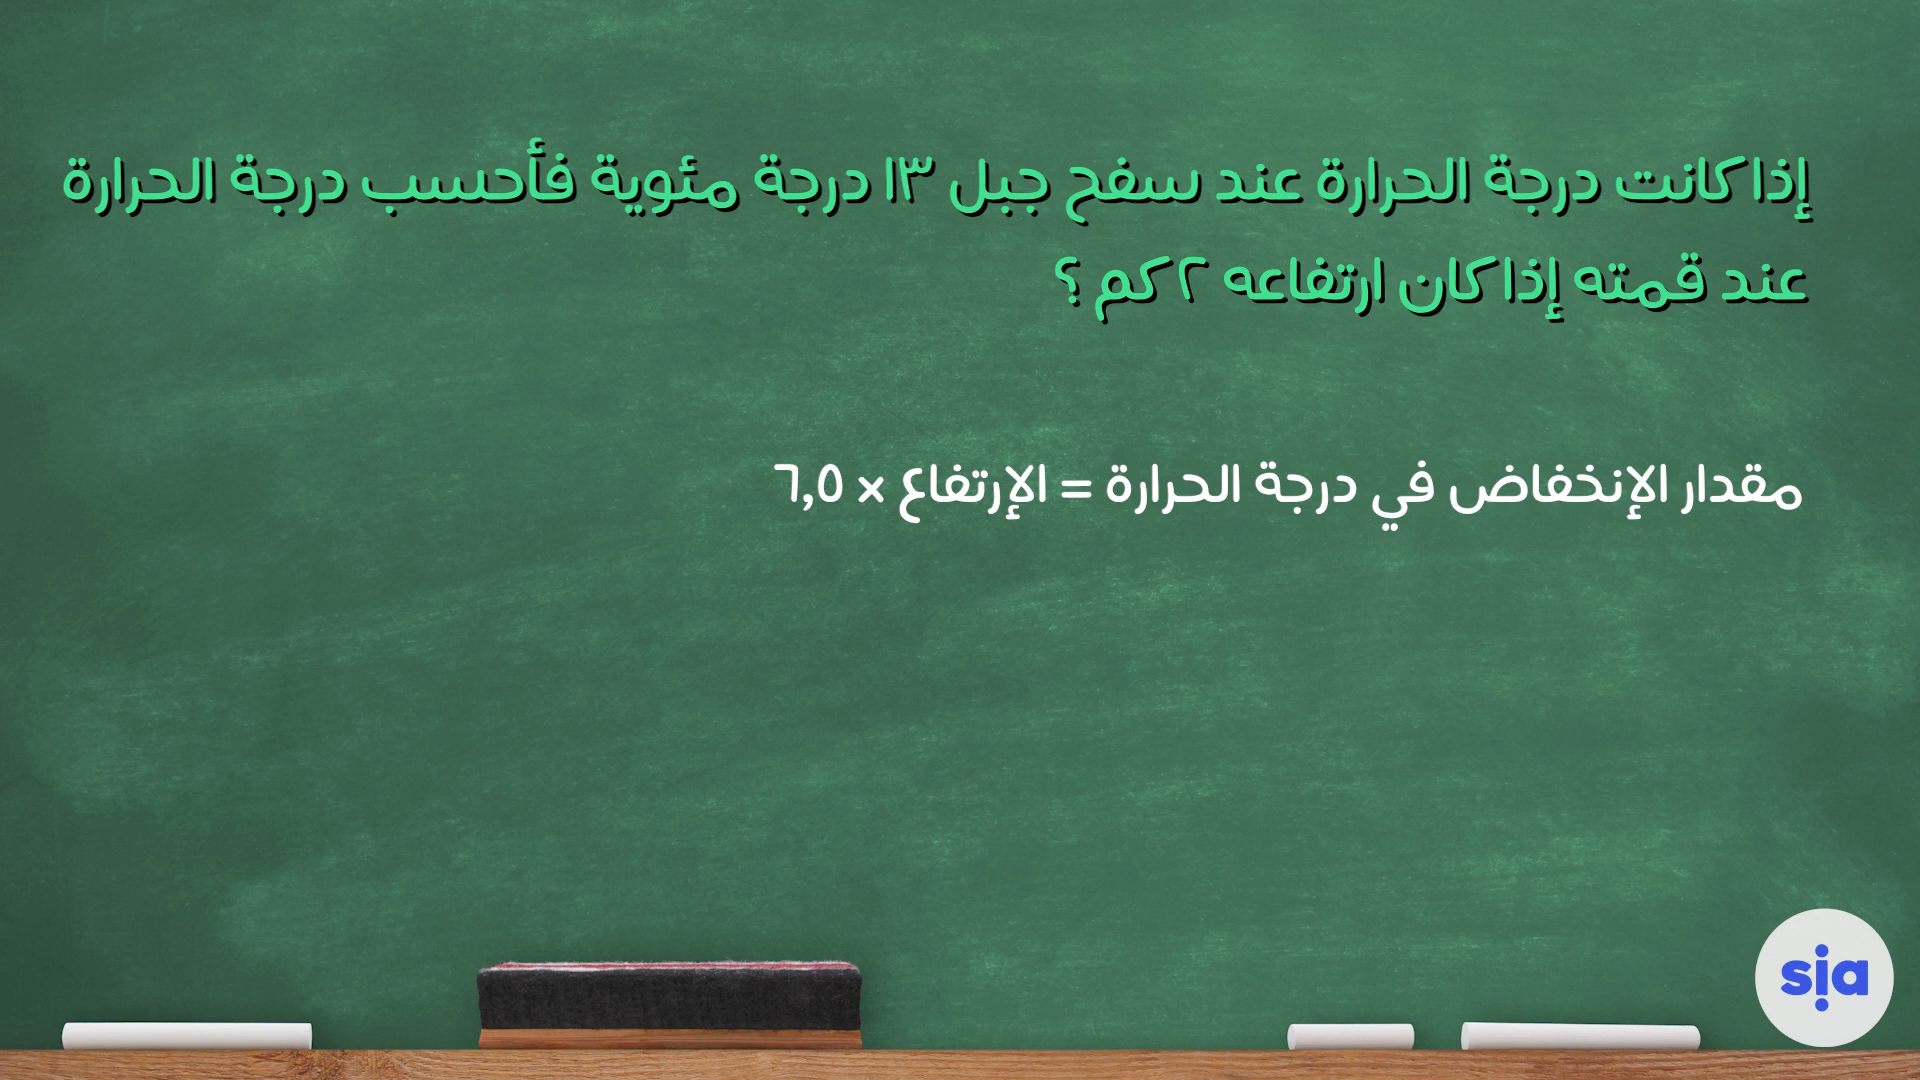 إذا كانت درجة الحرارة عند سفح جبل ١٣ درجة مئوية فأحسب درجة الحرارة
عند قمته إذا كان ارتفاعه ٢ كم ؟
مقدار الإنخفاض في درجة الحرارة = الإرتفاع × ٦,٥
sia